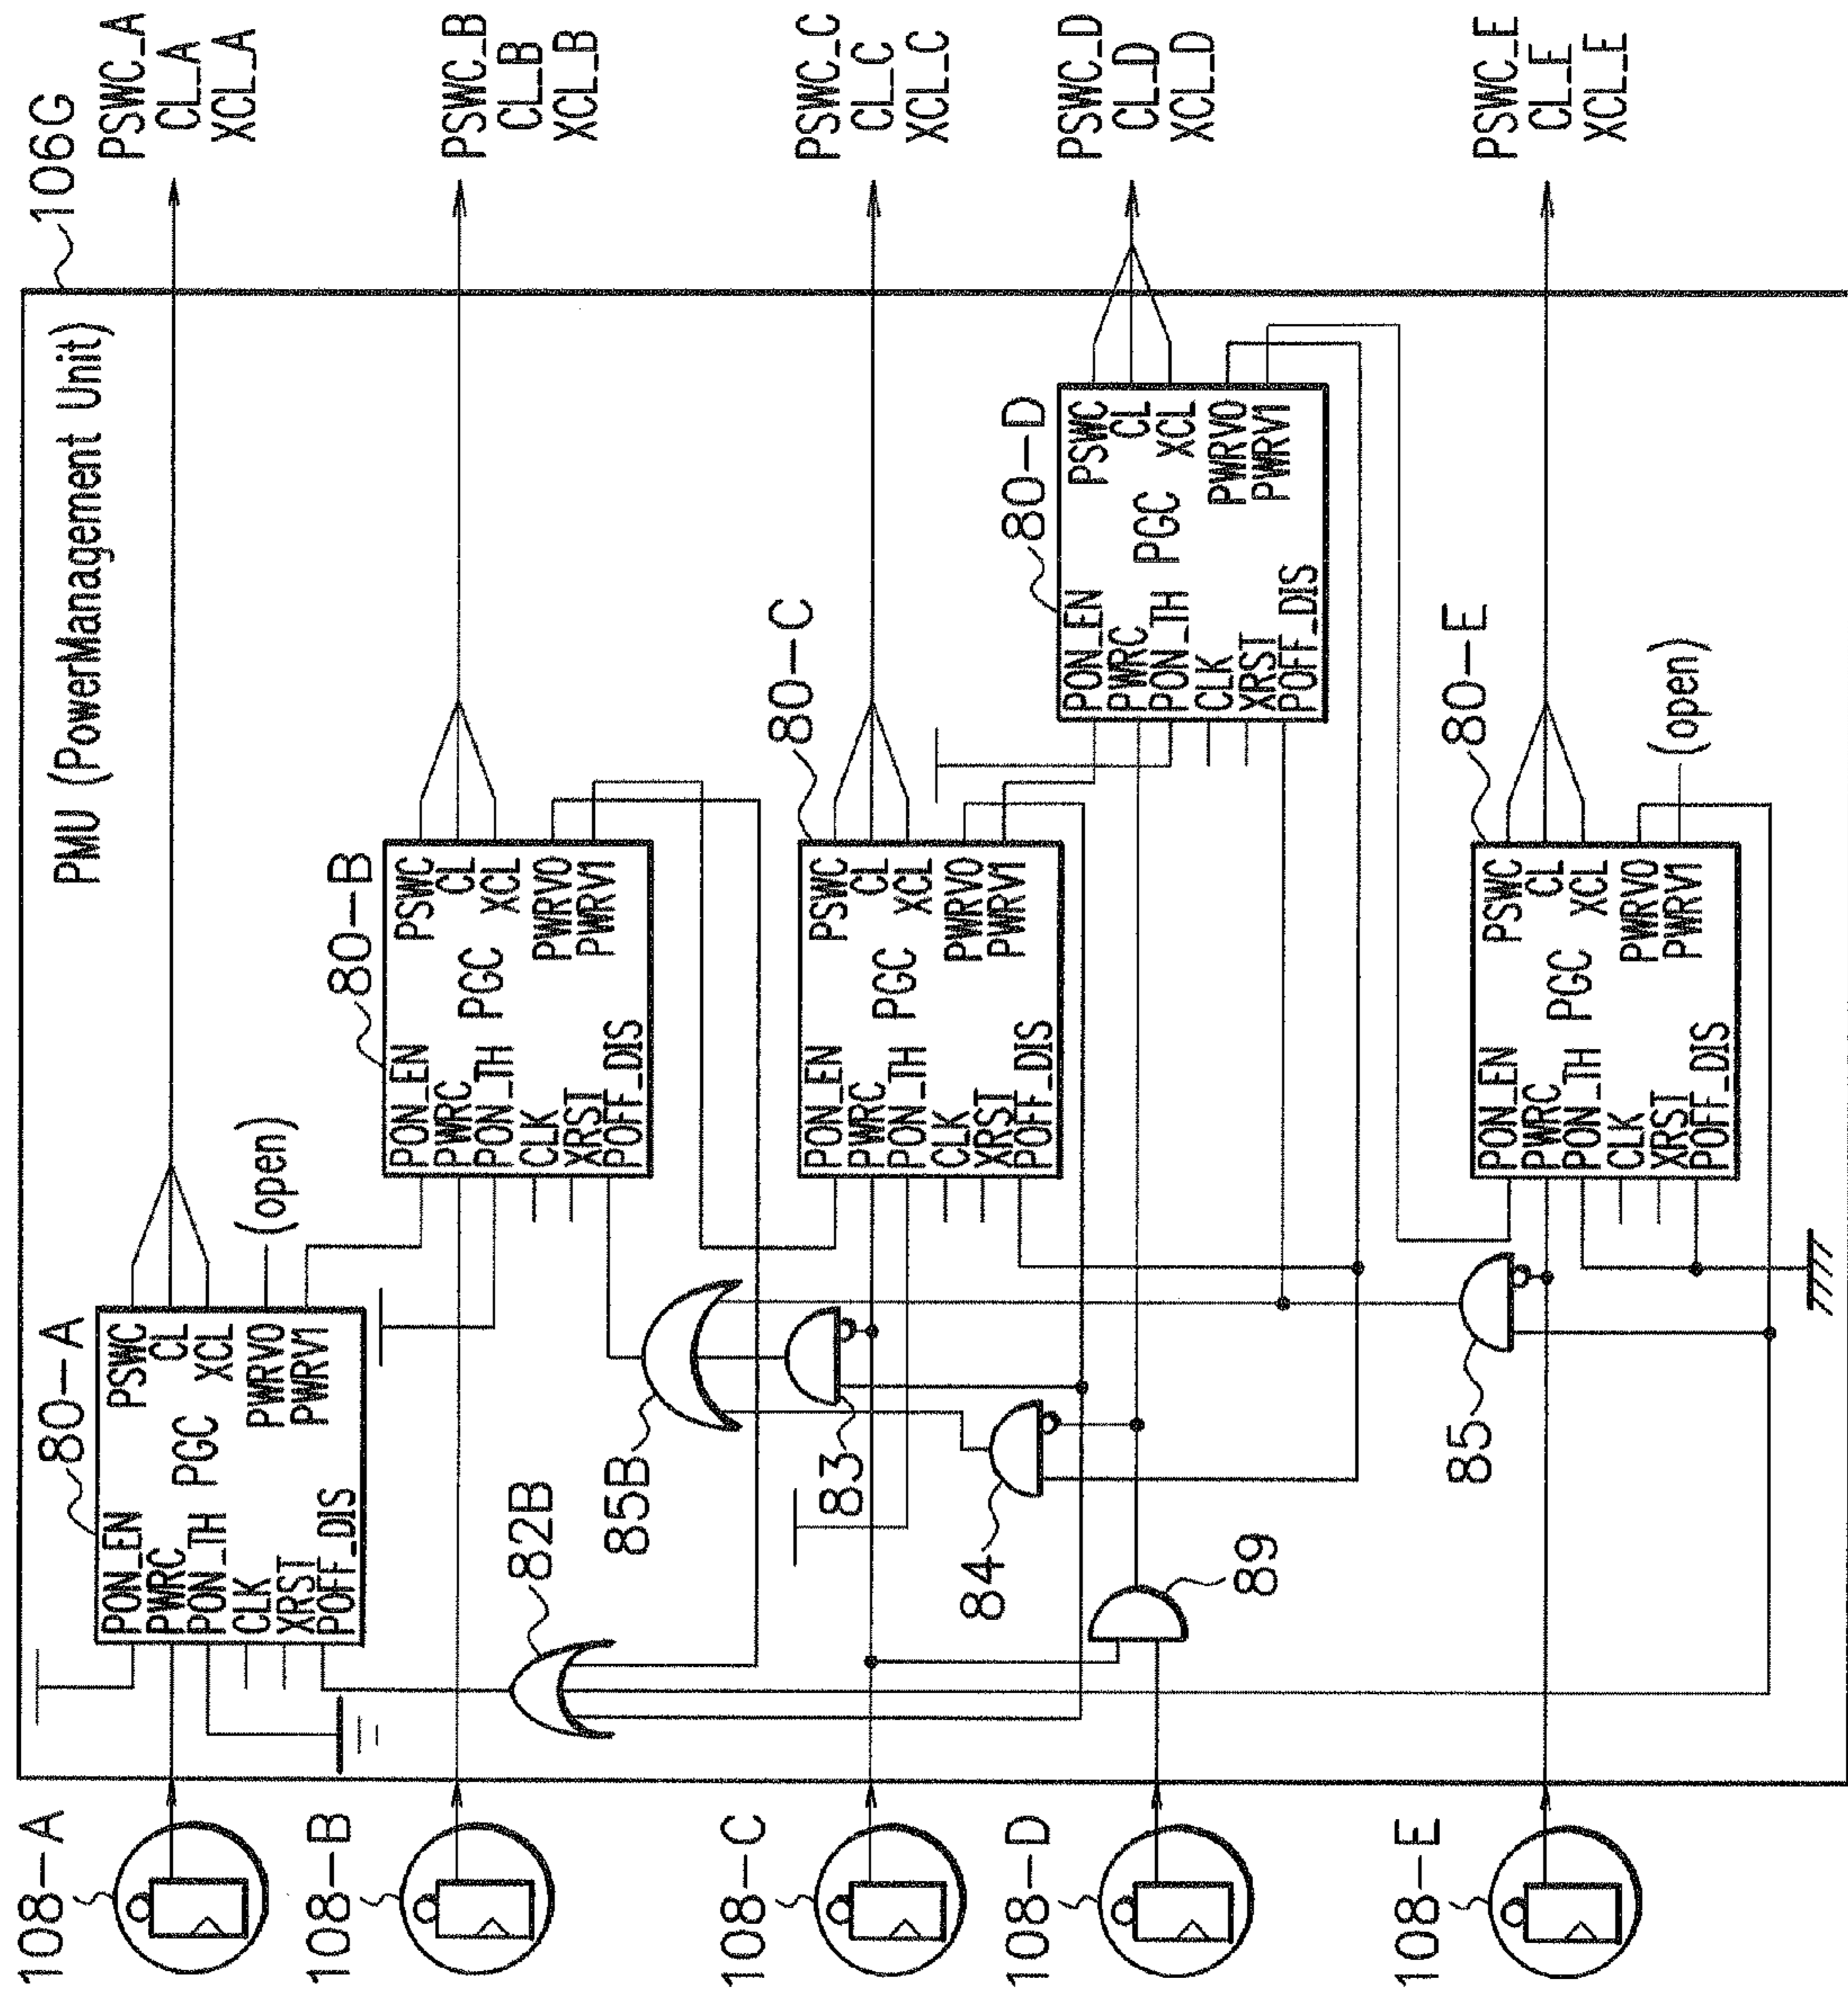 106G
PMU (PowerManagement Unit)
PSWC_A
CL_A
XCL_A
PSWC_B
CL_B
XCL_B
PSWC_C
CL_C
XCL_C
PSWC_D
CL_D
XCL_D
PSWC_E
CL_E
XCL_E
80-A
PON_EN
PWRC
PON_TH
CLK
XRST
POFF_DIS
PGC
PSWC
CL
XCL
PWRV0
PWRV1
(open)
80-B
PON_EN
PWRC
PON_TH
CLK
XRST
POFF_DIS
PGC
PSWC
CL
XCL
PWRV0
PWRV1
80-C
PON_EN
PWRC
PON_TH
CLK
XRST
POFF_DIS
PGC
PSWC
CL
XCL
PWRV0
PWRV1
80-D
PON_EN
PWRC
PON_TH
CLK
XRST
POFF_DIS
PGC
PSWC
CL
XCL
PWRV0
PWRV1
80-E
PON_EN
PWRC
PON_TH
CLK
XRST
POFF_DIS
PGC
PSWC
CL
XCL
PWRV0
PWRV1
(open)
82B
85B
83
84
89
85
108-A
108-B
108-C
108-D
108-E